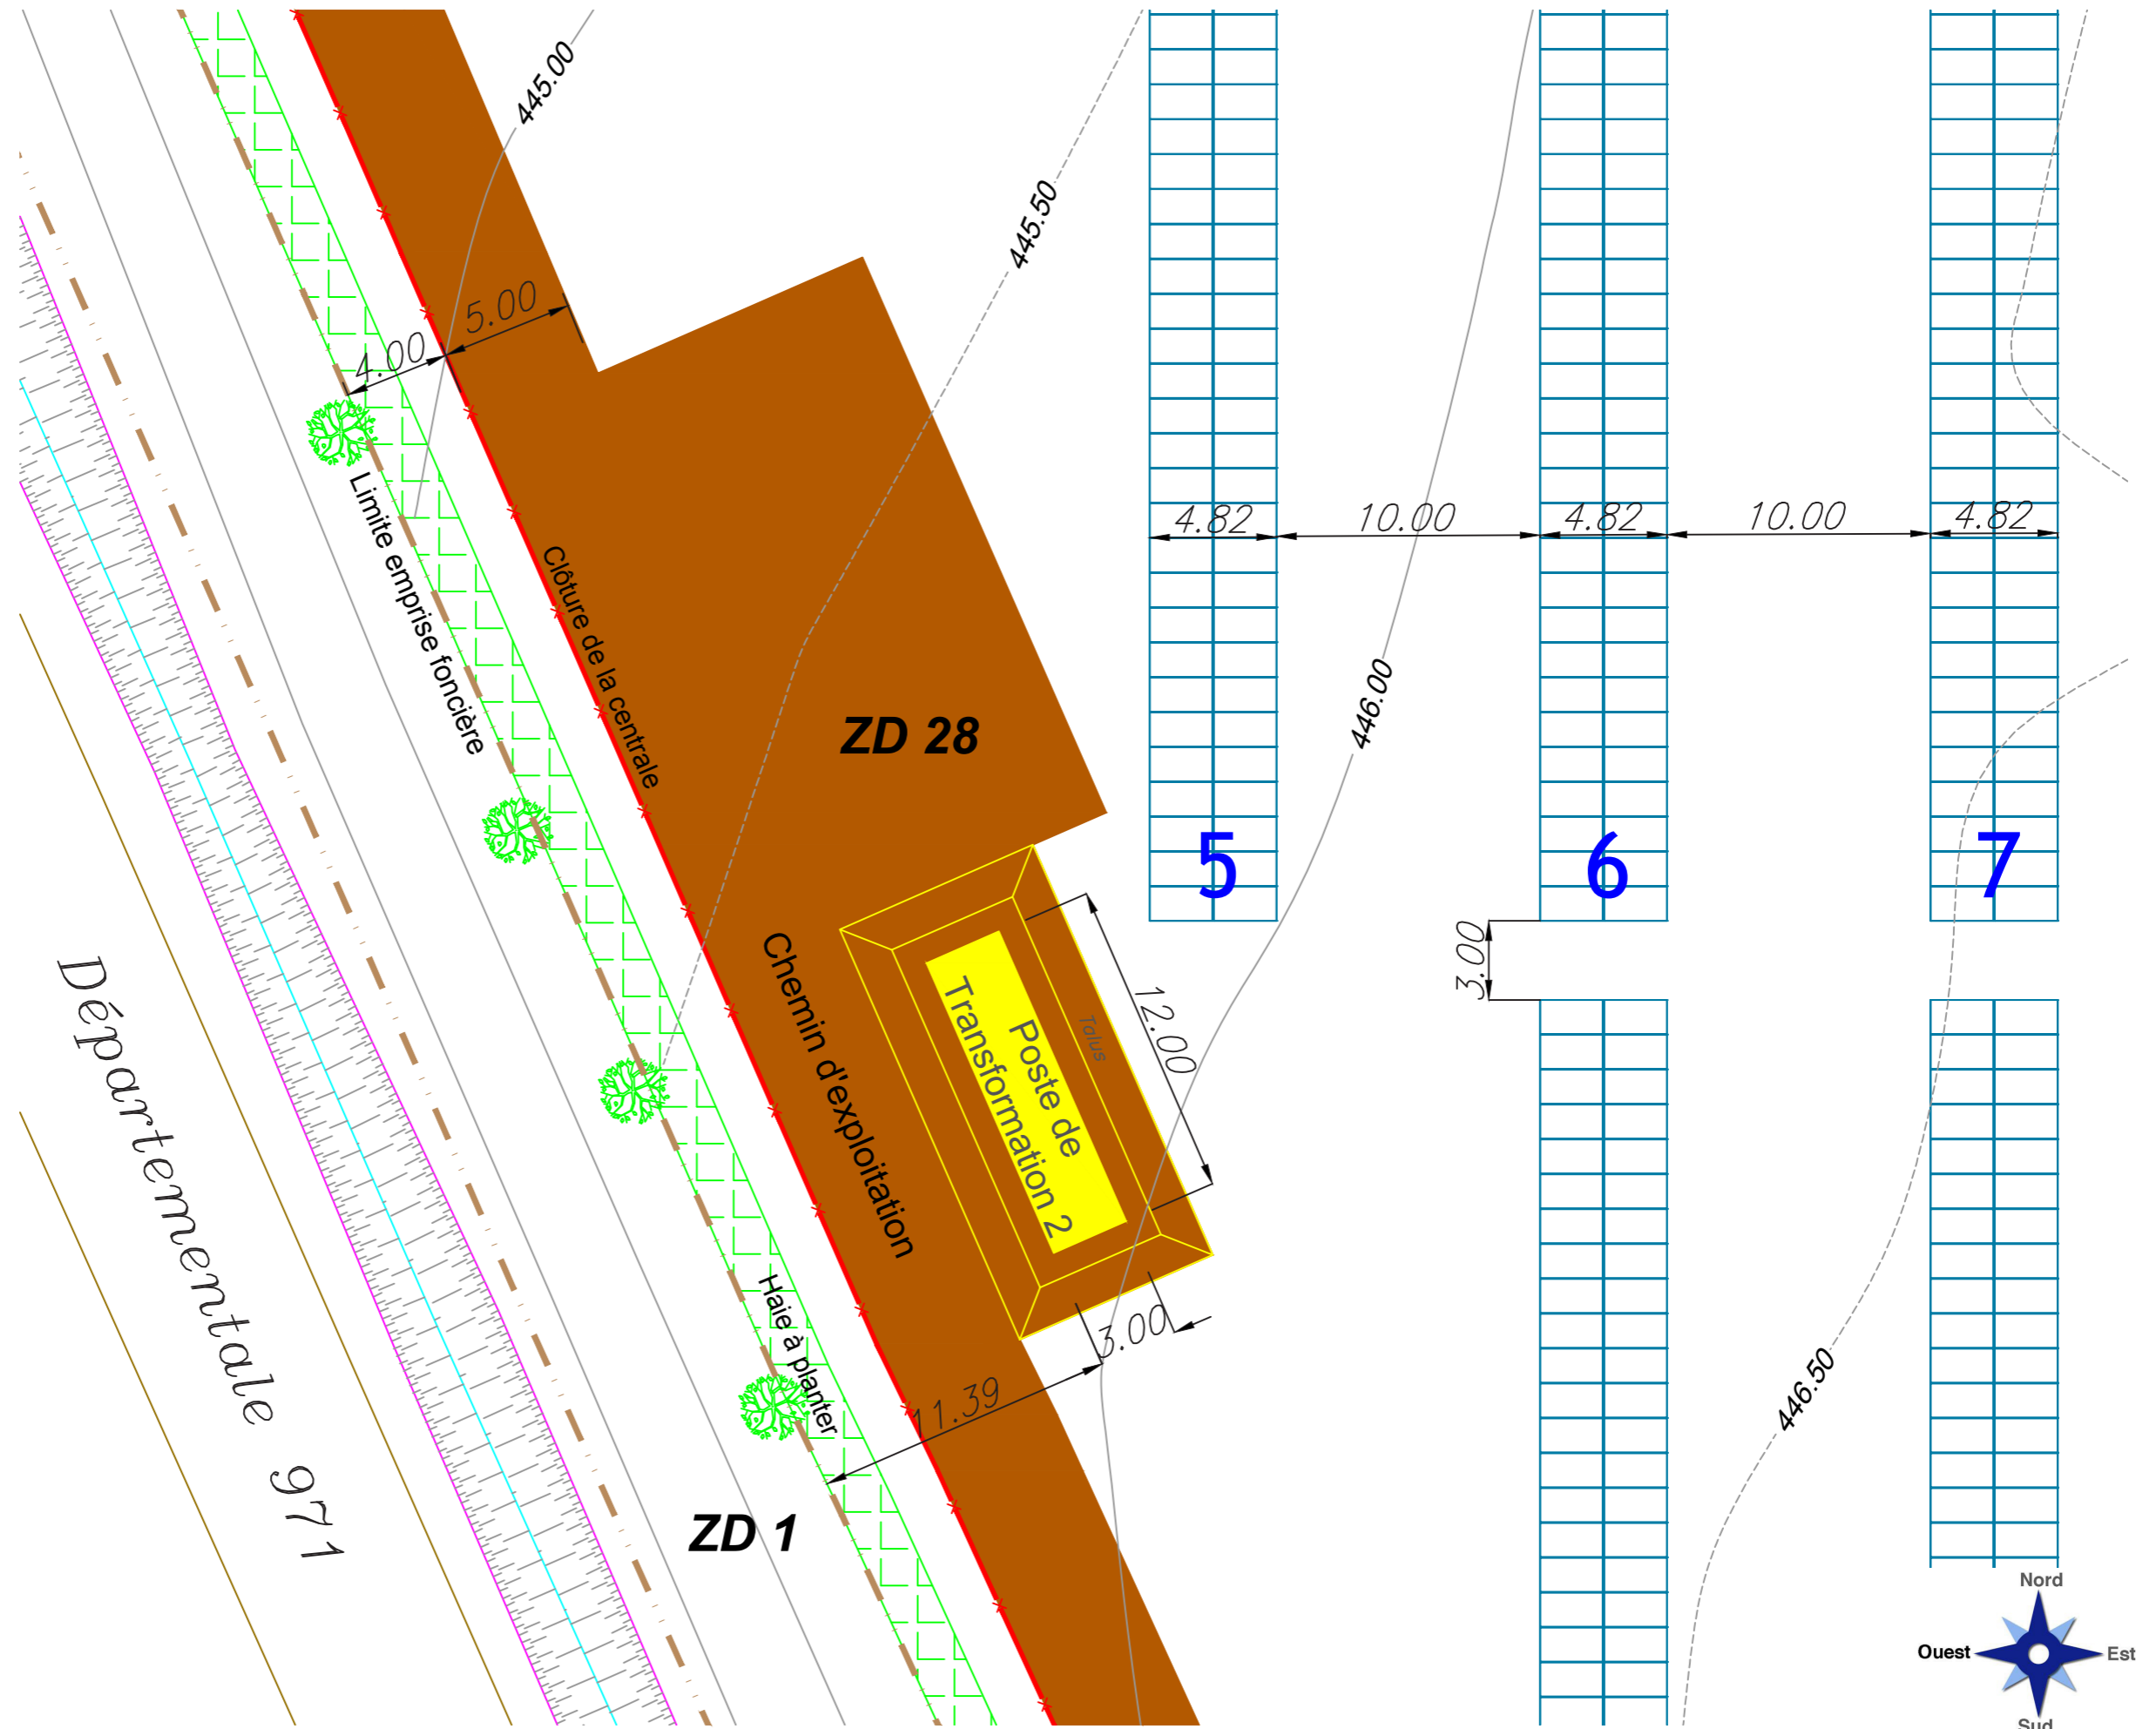 445.00
445.50
5.00
4.00
4.82
10.00
4.82
10.00
4.82
Limite emprise foncière
Clôture de la centrale
446.00
ZD 28
5
6
7
3.00
Chemin d'exploitation
Poste de
Transformation 2
Talus
12.00
Départementale 971
Haie à planter
3.00
11.39
446.50
ZD 1
Nord
Ouest
Est
Sud